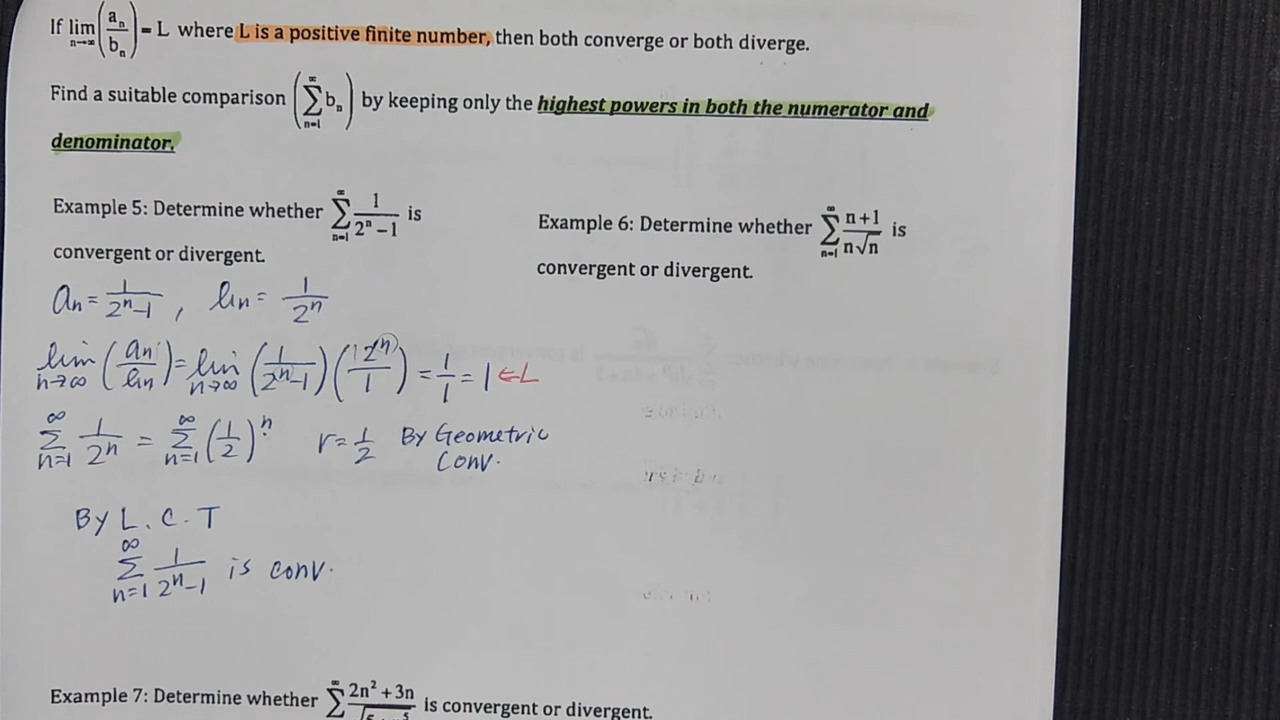 If lim n→∞ (aₙ/bₙ) = L where L is a positive finite number, then both converge or both diverge.
Find a suitable comparison (∑ n=1 ∞ bₙ) by keeping only the highest powers in both the numerator and
denominator.
Example 5: Determine whether ∑ n=1 ∞ 1/(2ⁿ−1) is
convergent or divergent.
aₙ = 1/(2ⁿ−1), bₙ = 1/2ⁿ
lim n→∞ (aₙ/bₙ) = lim n→∞ (1/(2ⁿ−1)) (1 2ⁿ/1) = 1/1 = 1 ← L
∑ n=1 ∞ 1/2ⁿ = ∑ n=1 ∞ (1/2)ⁿ r = 1/2 By Geometric
Conv.
By L.C.T
∑ n=1 ∞ 1/(2ⁿ−1) is conv.
Example 6: Determine whether ∑ n=1 ∞ (n+1)/(n√n) is
convergent or divergent.
Example 7: Determine whether ∑ ∞ (2n²+3n)/√ is convergent or divergent.